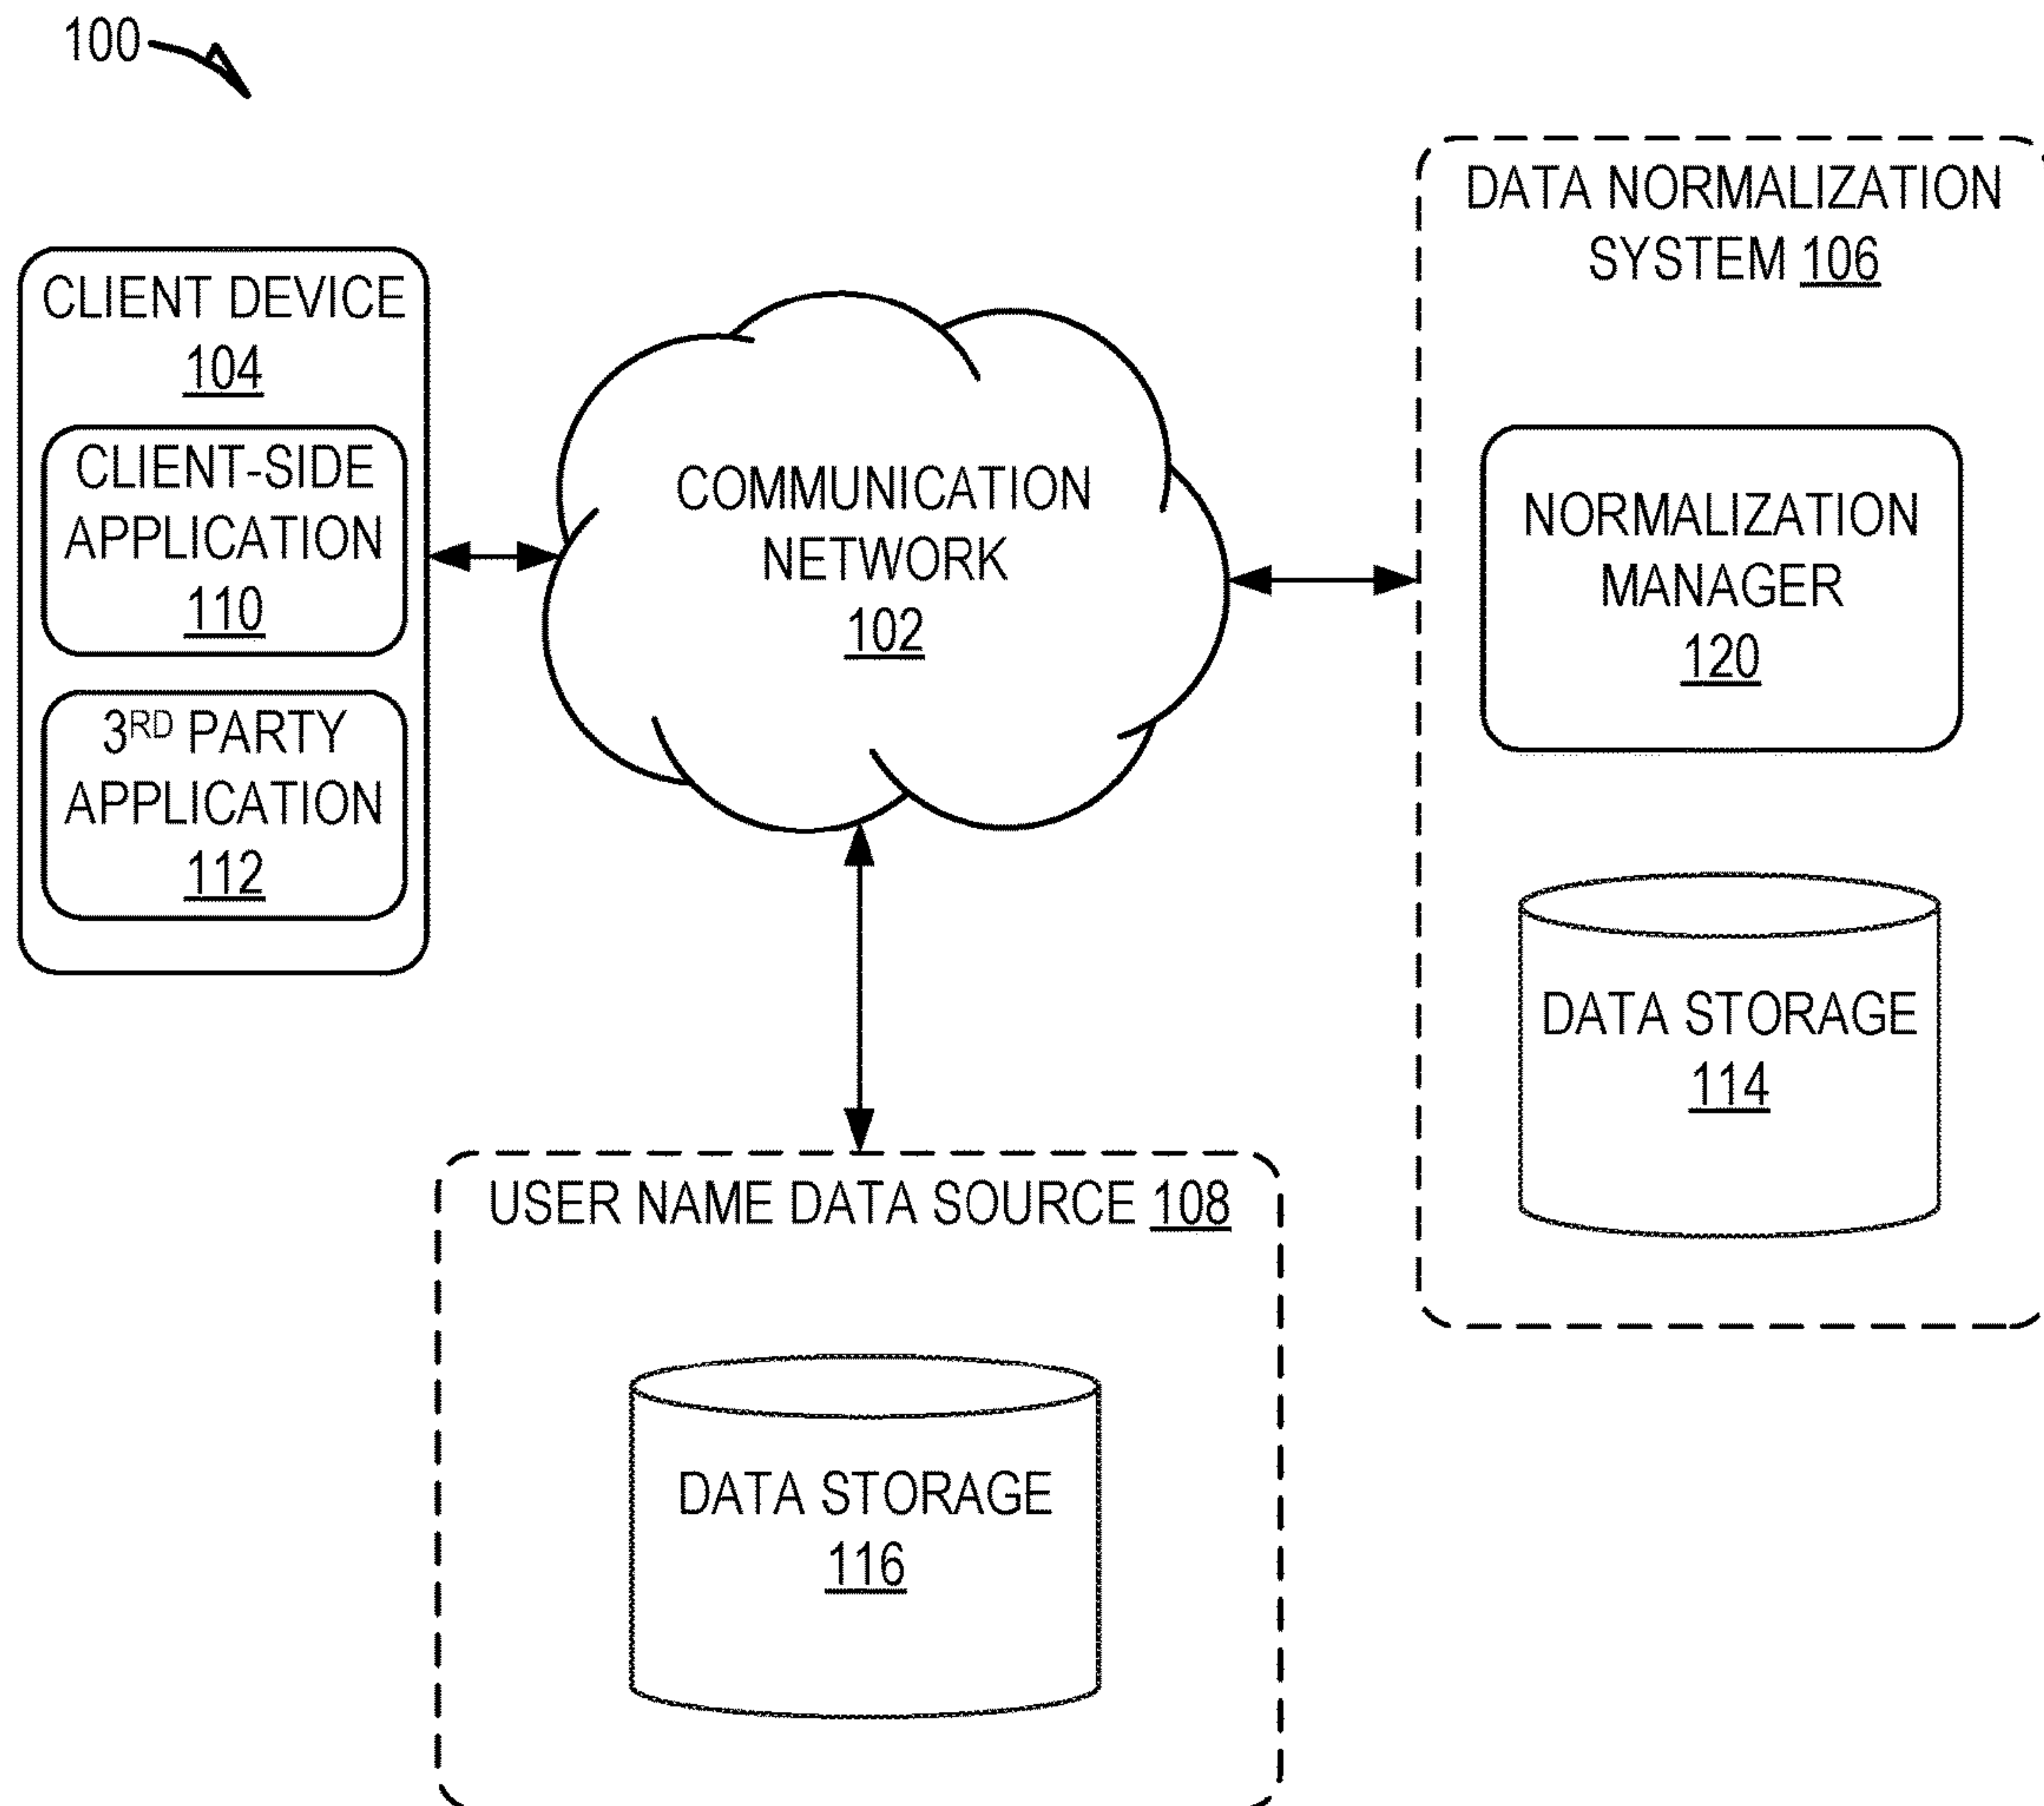 100
CLIENT DEVICE
104
CLIENT-SIDE
APPLICATION
110
3RD PARTY
APPLICATION
112
COMMUNICATION
NETWORK
102
DATA NORMALIZATION
SYSTEM 106
NORMALIZATION
MANAGER
120
DATA STORAGE
114
USER NAME DATA SOURCE 108
DATA STORAGE
116